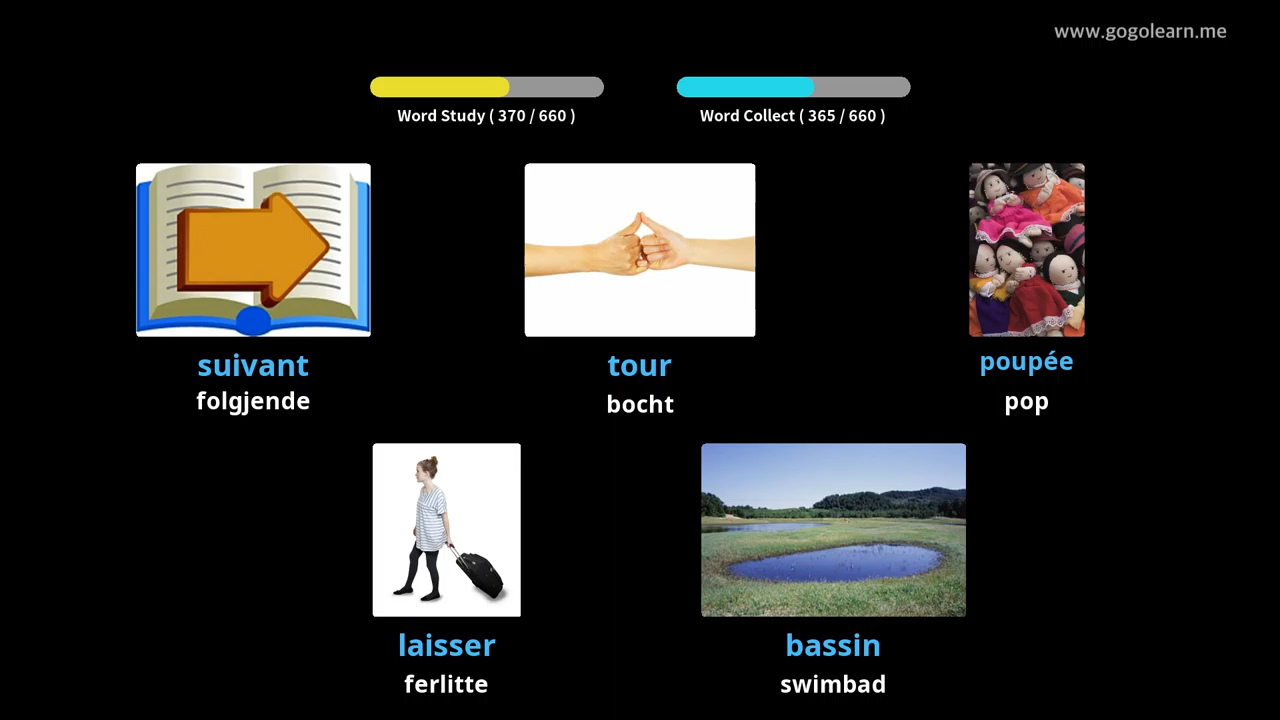 www.gogolearn.me
Word Study ( 370 / 660 )
Word Collect ( 365 / 660 )
suivant
folgjende
tour
bocht
poupée
pop
laisser
ferlitte
bassin
swimbad